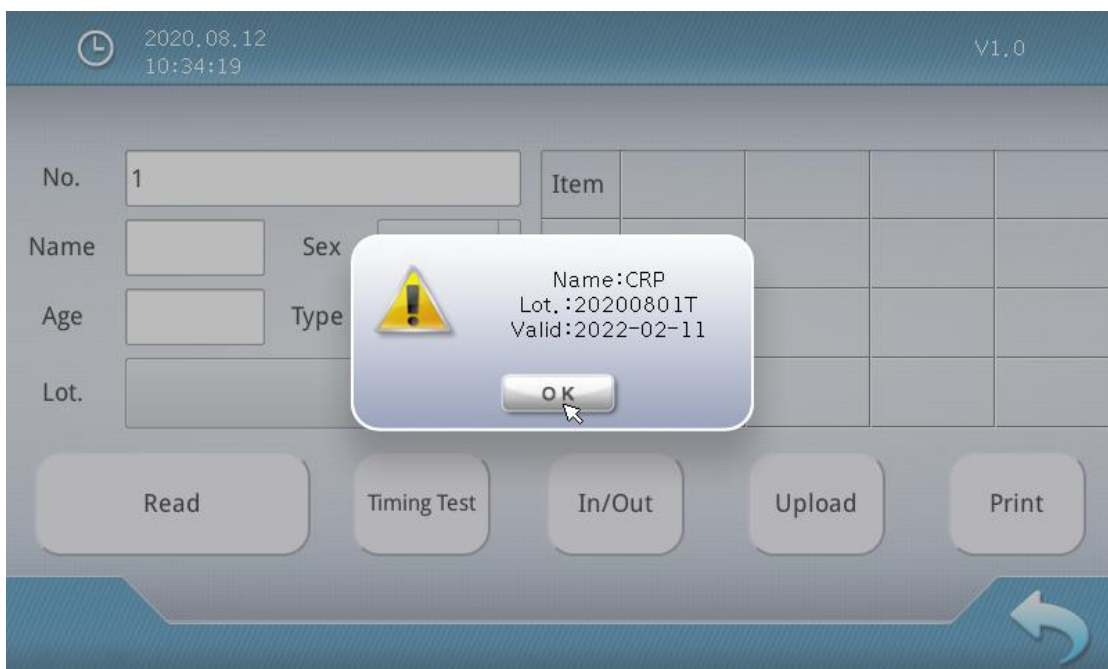 2020.08.12
10:34:19
V1.0
No.
1
Item
Name
Sex
Age
Type
Lot.
Name:CRP
Lot.:20200801T
Valid:2022-02-11
OK
Read
Timing Test
In/Out
Upload
Print